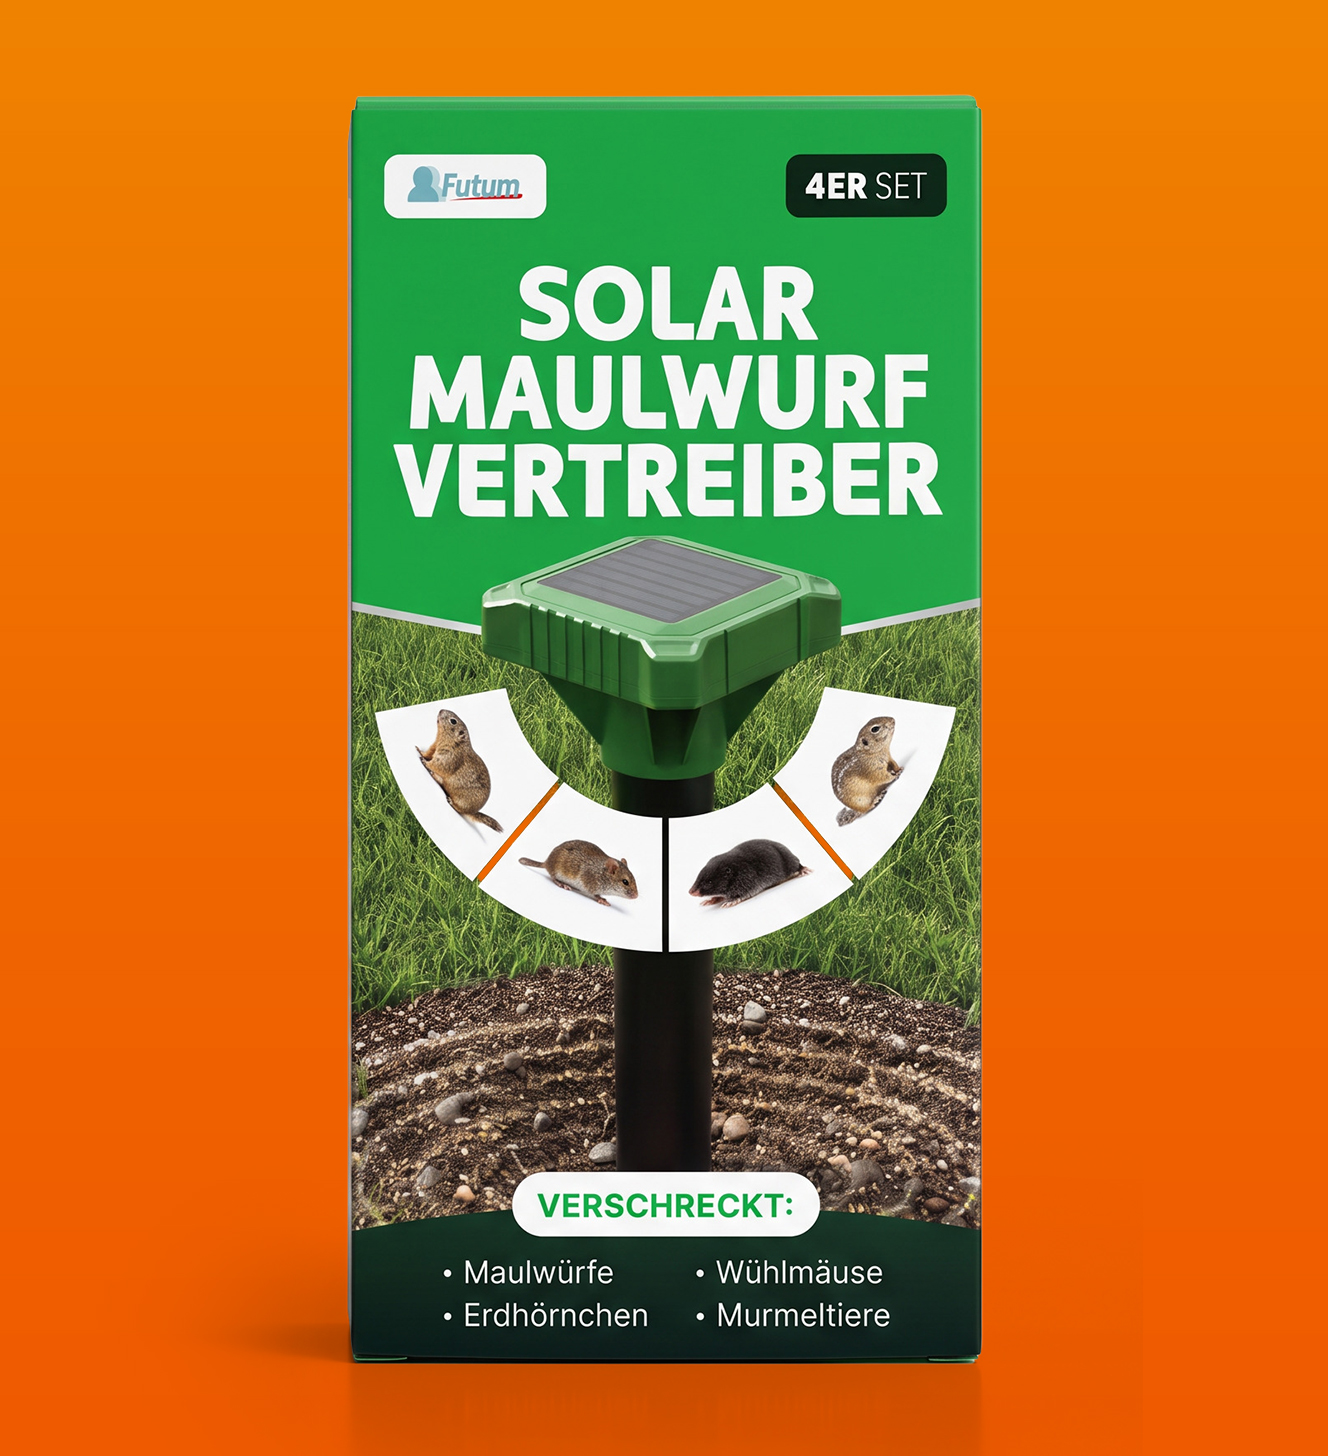 Futum
4ER SET
SOLAR
MAULWURF
VERTREIBER
VERSCHRECKT:
• Maulwürfe
• Wühlmäuse
• Erdhörnchen
• Murmeltiere